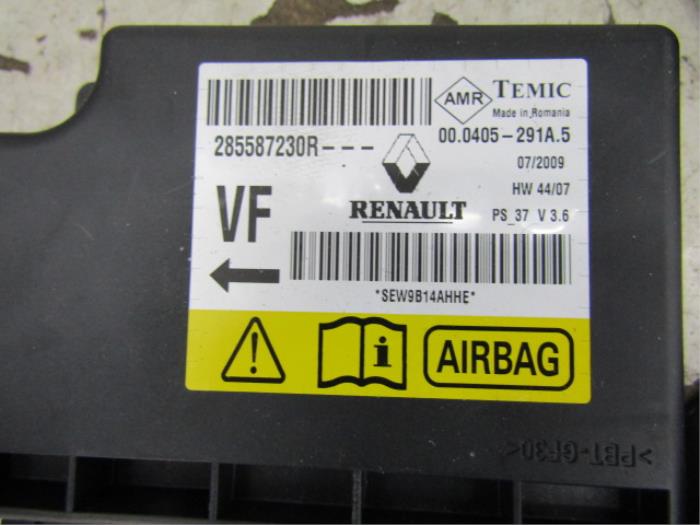 AMR TEMIC
Made in Romania
285587230R---
00.0405-291A.5
07/2009
HW 44/07
VF
RENAULT
PS_37 V 3.6
*SEW9B14AHHE*
i
AIRBAG
>PBT-GF30<